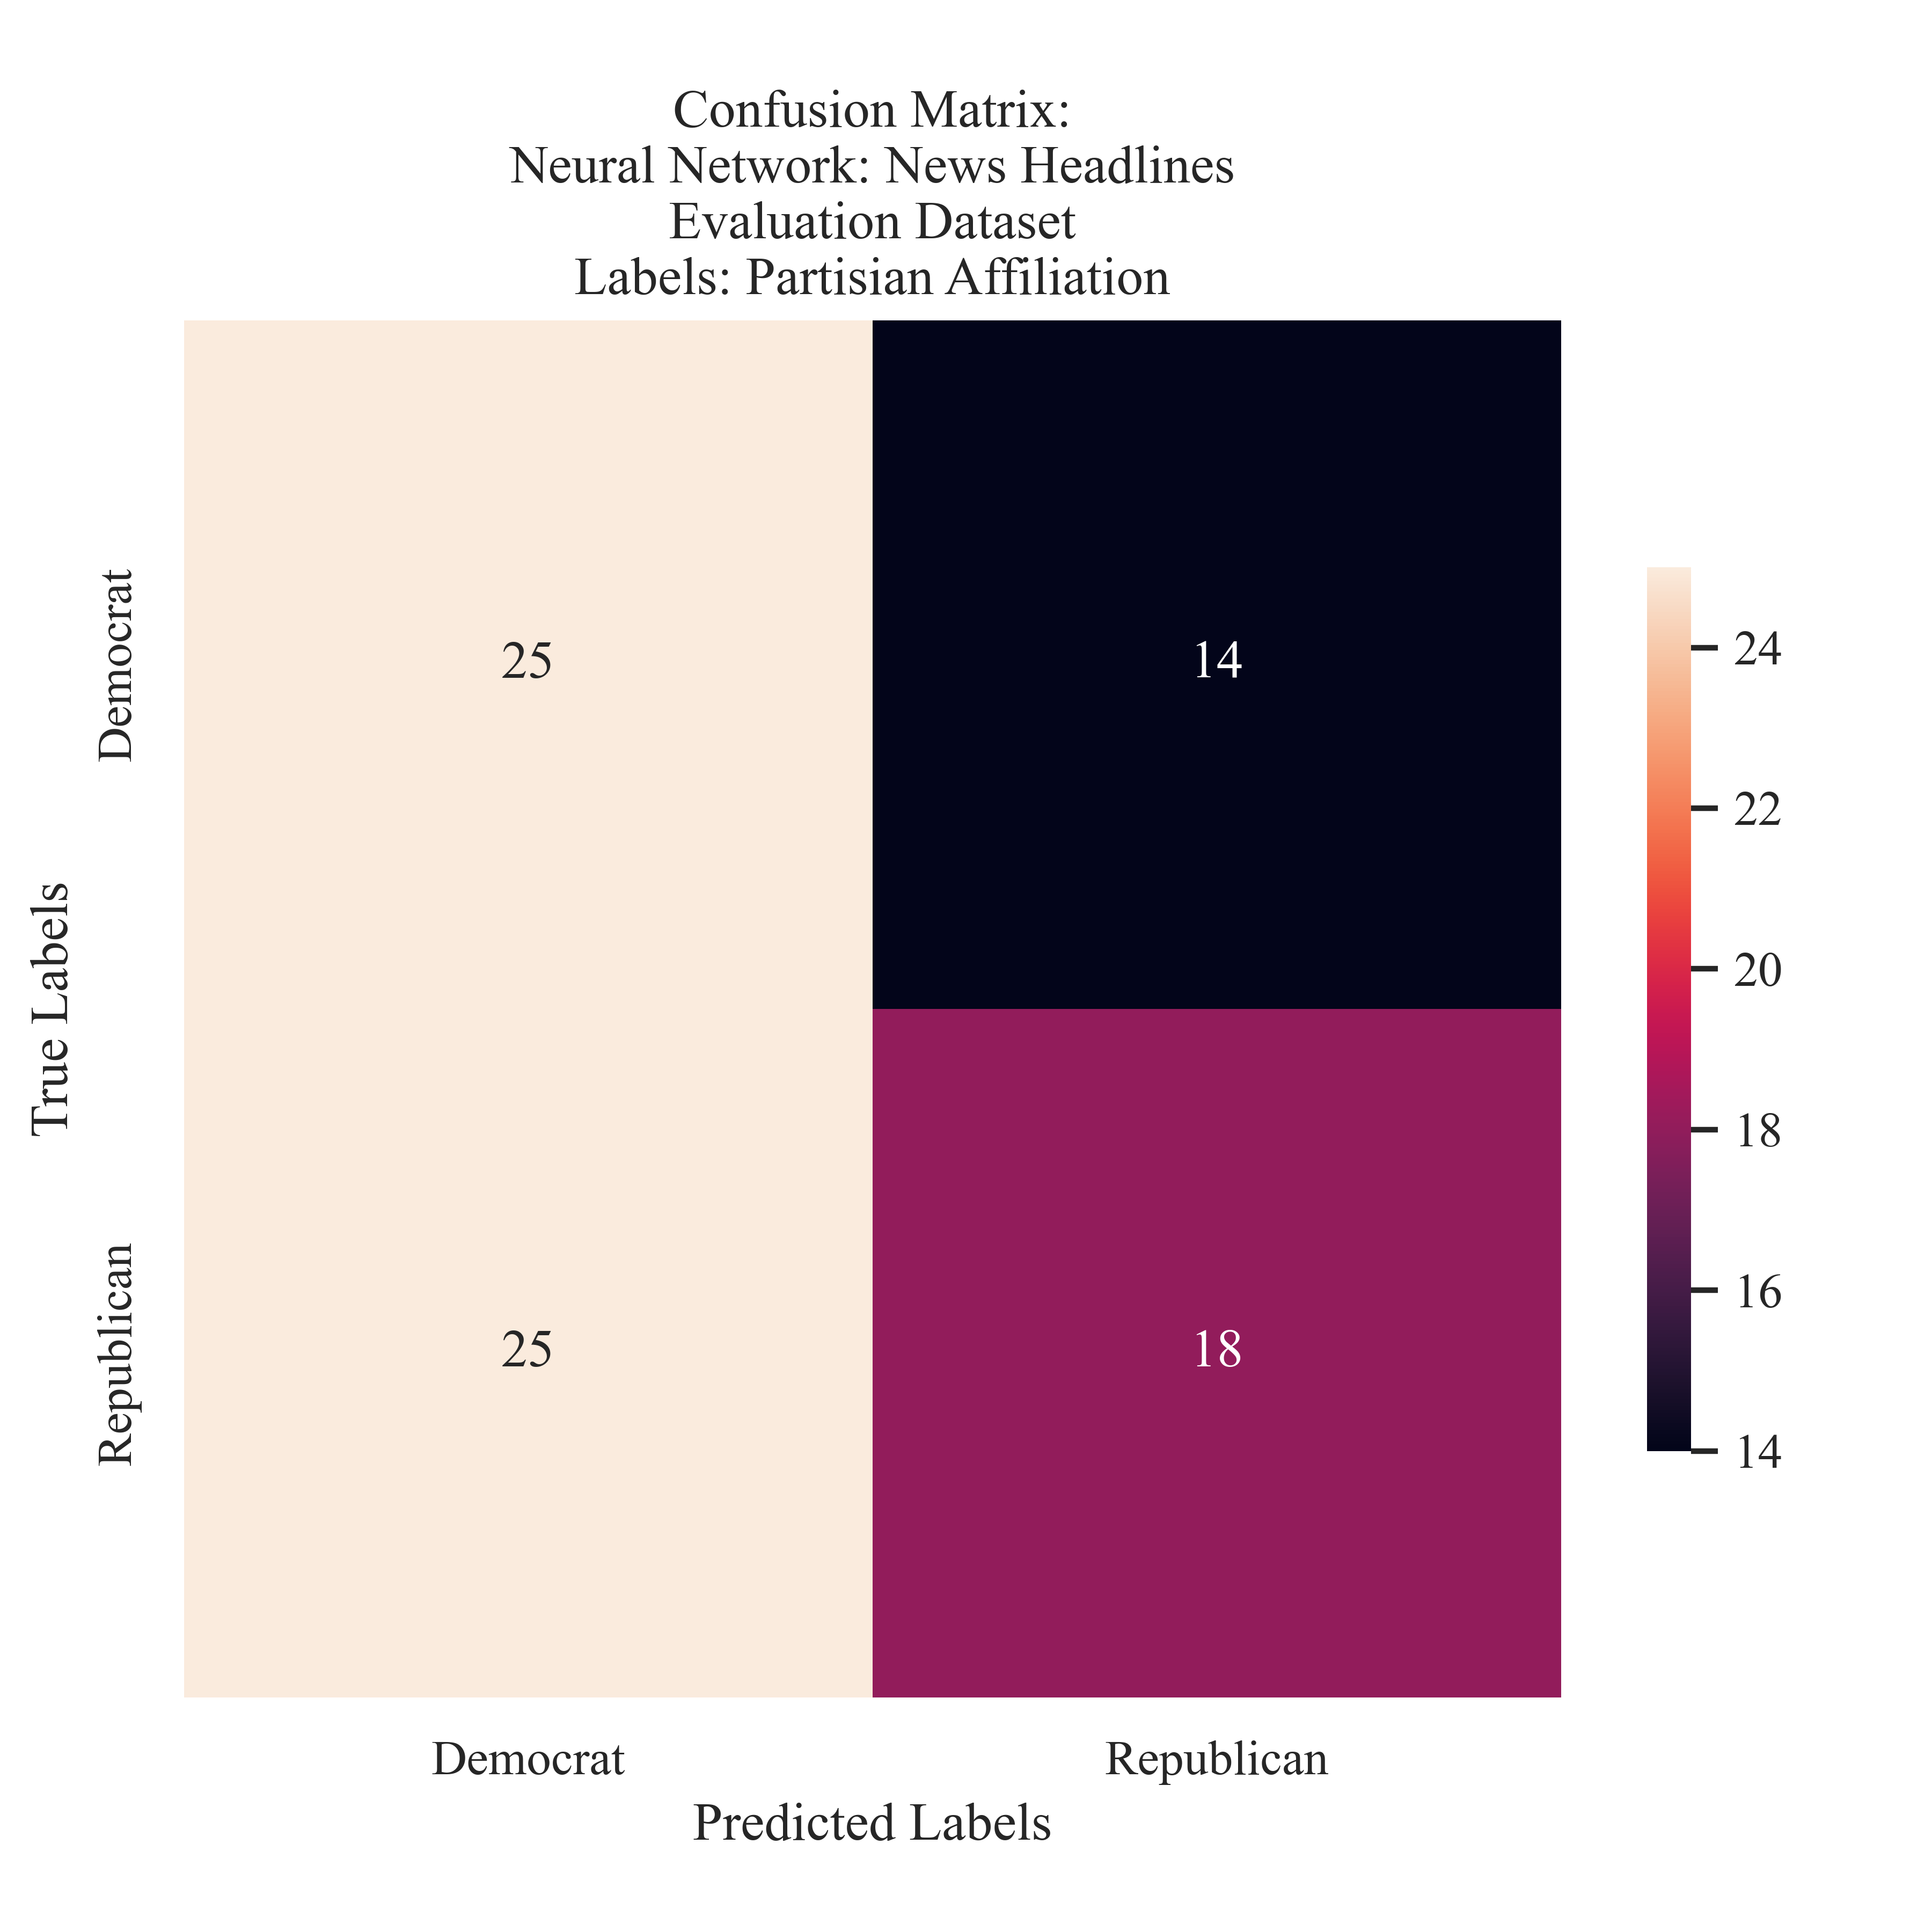 Confusion Matrix:
Neural Network: News Headlines
Evaluation Dataset
Labels: Partisian Affiliation
True Labels
Democrat
Republican
25
14
25
18
Democrat
Republican
Predicted Labels
24
22
20
18
16
14